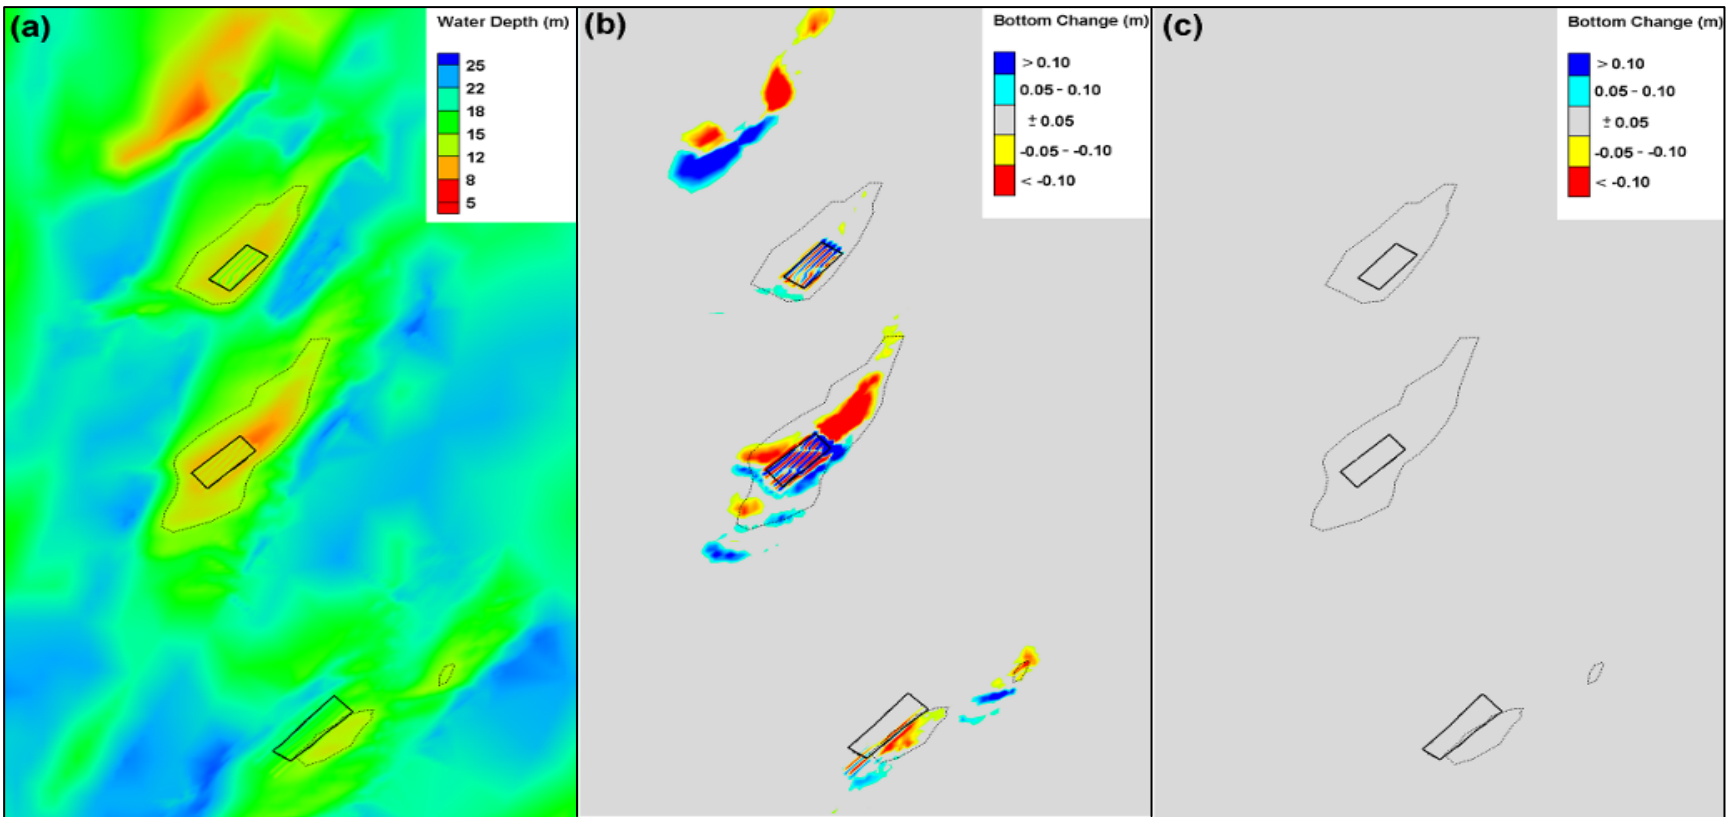 (a)
Water Depth (m)
25
22
18
15
12
8
5
(b)
Bottom Change (m)
> 0.10
0.05 - 0.10
± 0.05
-0.05 - -0.10
< -0.10
(c)
Bottom Change (m)
> 0.10
0.05 - 0.10
± 0.05
-0.05 - -0.10
< -0.10